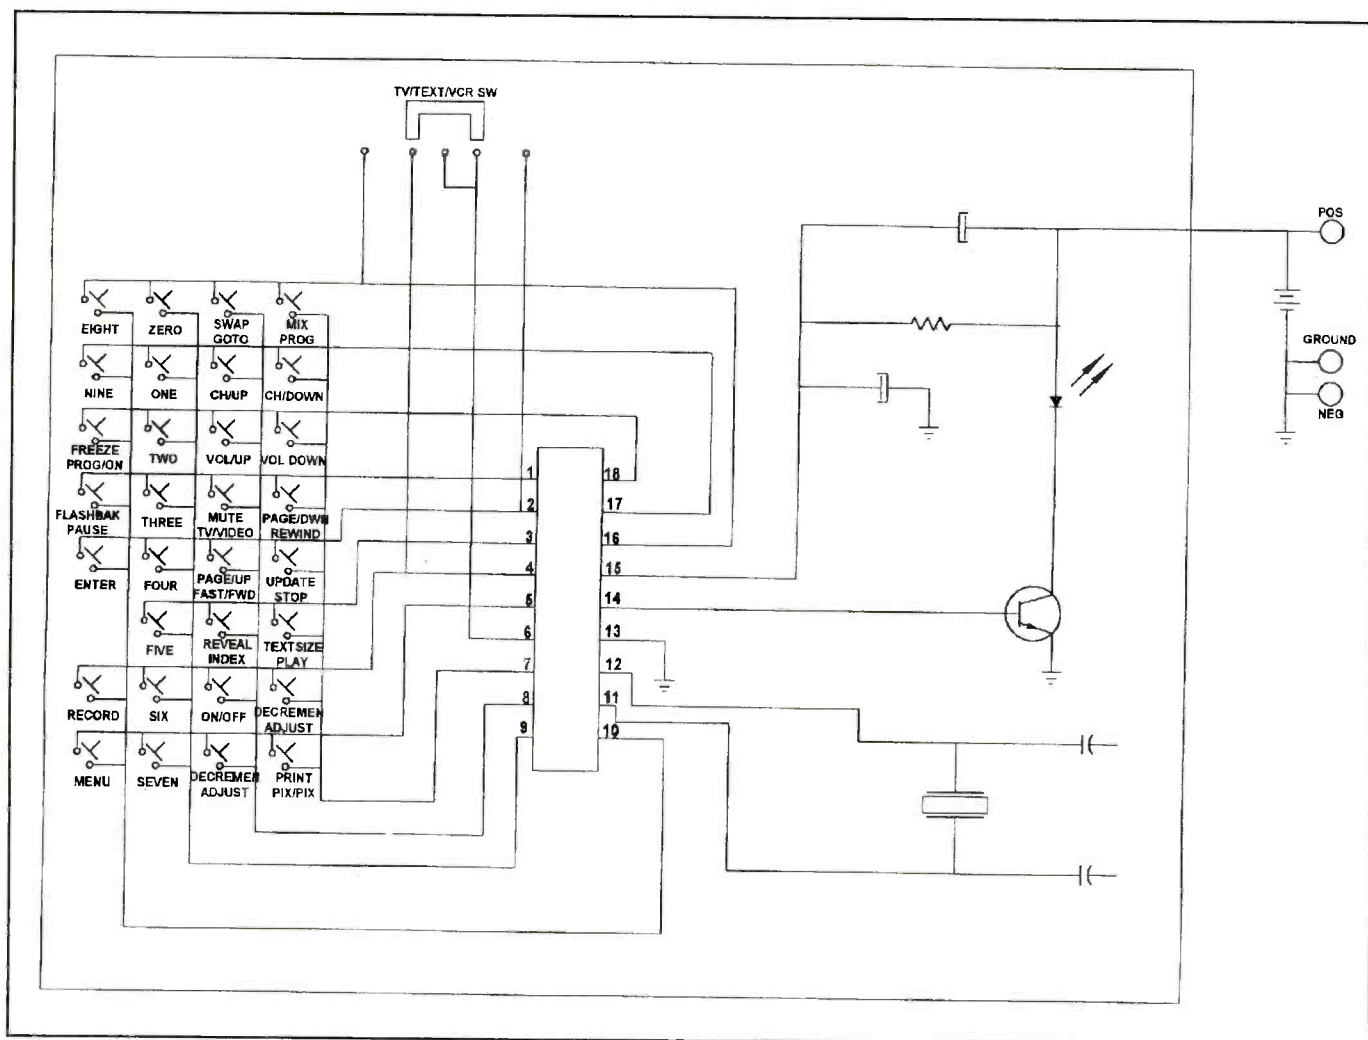 TV/TEXT/VCR SW
POS
GROUND
NEG
EIGHT
ZERO
SWAP
GOTO
MIX
PROG
NINE
ONE
CH/UP
CH/DOWN
FREEZE
PROG/ON
TWO
VOL/UP
VOL DOWN
FLASHBAK
PAUSE
THREE
MUTE
TV/VIDEO
PAGE/DWN
REWIND
ENTER
FOUR
PAGE/UP
FAST/FWD
UPDATE
STOP
FIVE
REVEAL
INDEX
TEXTSIZE
PLAY
RECORD
SIX
ON/OFF
DECREMEN
ADJUST
MENU
SEVEN
DECREMEN
ADJUST
PRINT
PIX/PIX
1 18
2 17
3 16
4 15
5 14
6 13
7 12
8 11
9 10